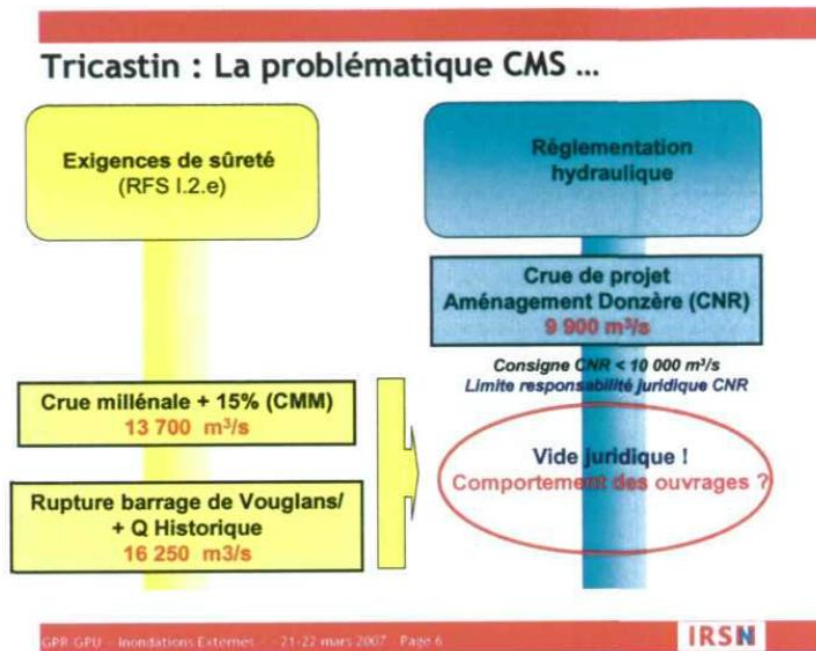 Tricastin : La problématique CMS ...
Exigences de sûreté
(RFS I.2.e)
Crue millénale + 15% (CMM)
13 700 m³/s
Rupture barrage de Vouglans/
+ Q Historique
16 250 m3/s
Réglementation
hydraulique
Crue de projet
Aménagement Donzère (CNR)
9 900 m³/s
Consigne CNR < 10 000 m³/s
Limite responsabilité juridique CNR
Vide juridique !
Comportement des ouvrages ?
GPR GPU - Inondations Externes - - 21-22 mars 2007 Page 6
IRSN